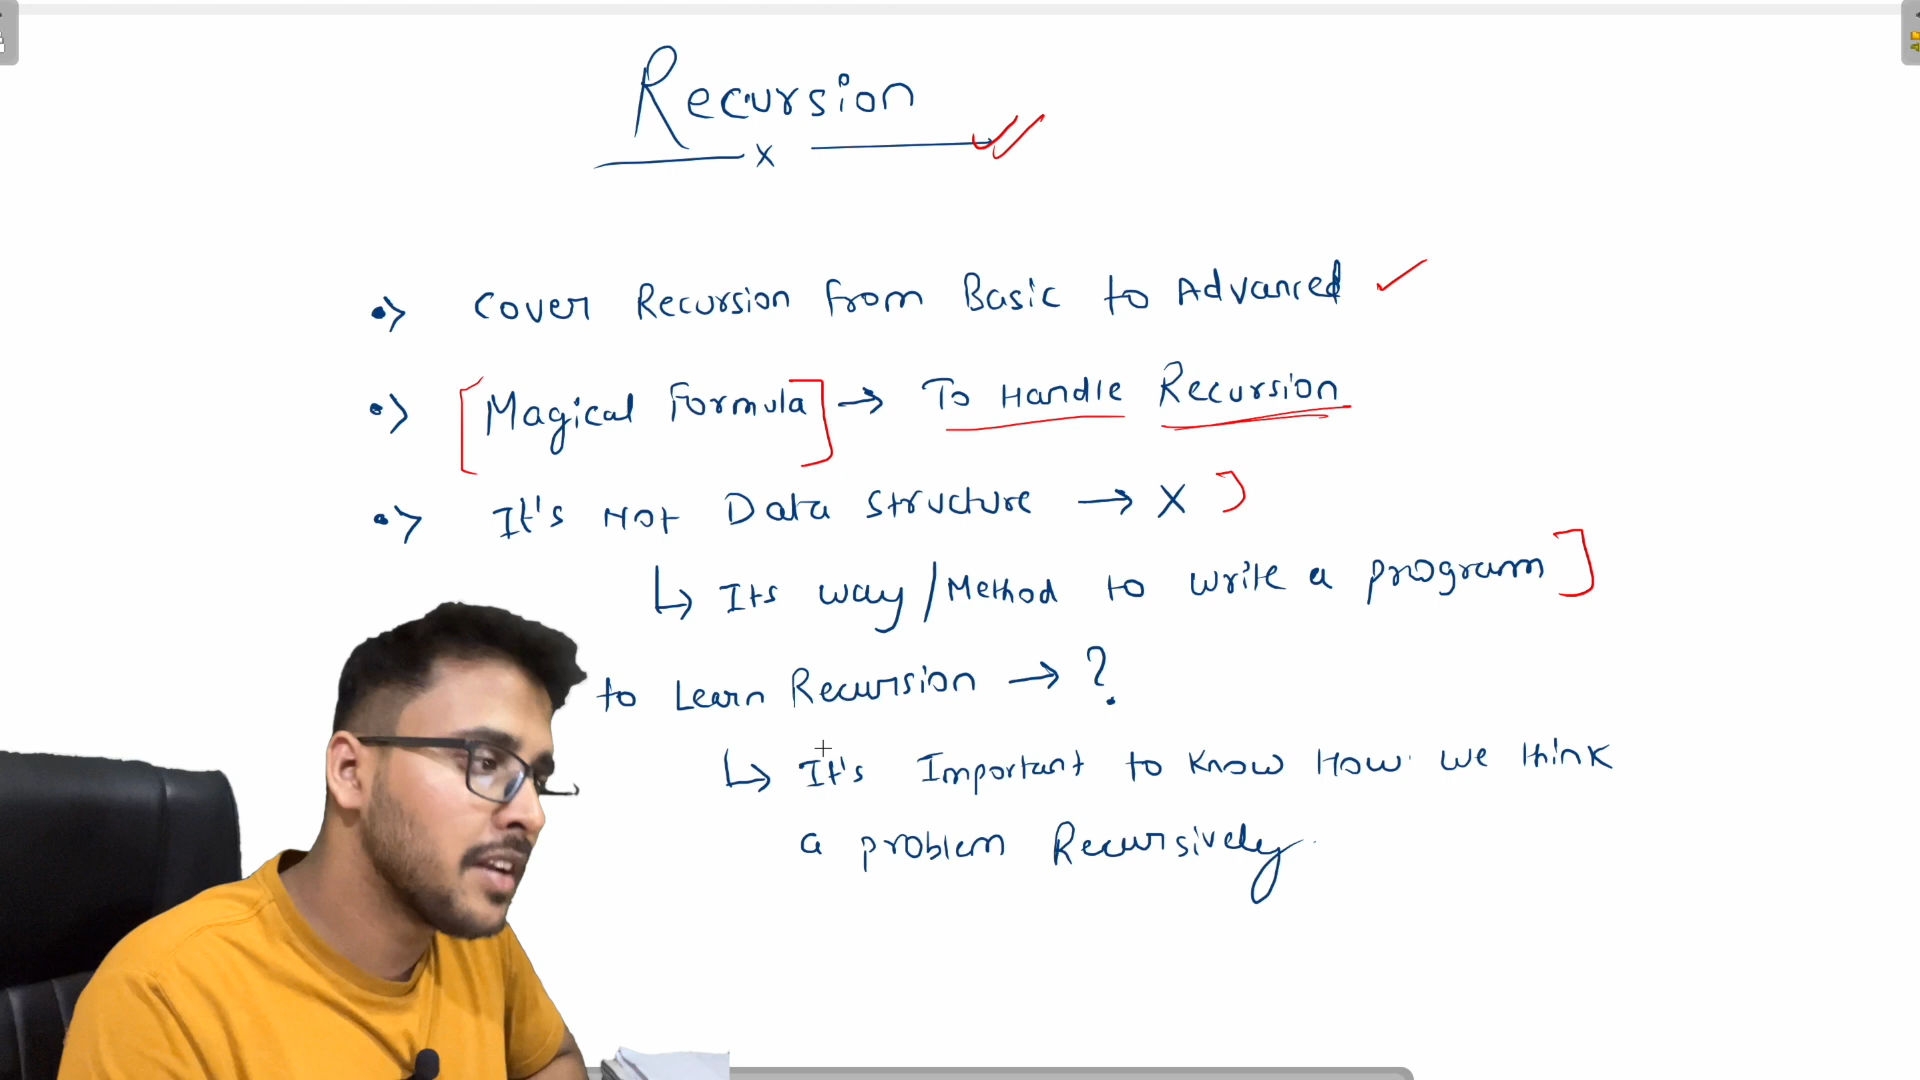 Recursion
x
Cover Recursion from Basic to Advanced
[Magical Formula] → To Handle Recursion
It's Not Data Structure → X ]
↳ Its way/Method to write a program ]
to Learn Recursion → ?
↳ It's Important to Know How we think
a problem Recursively.